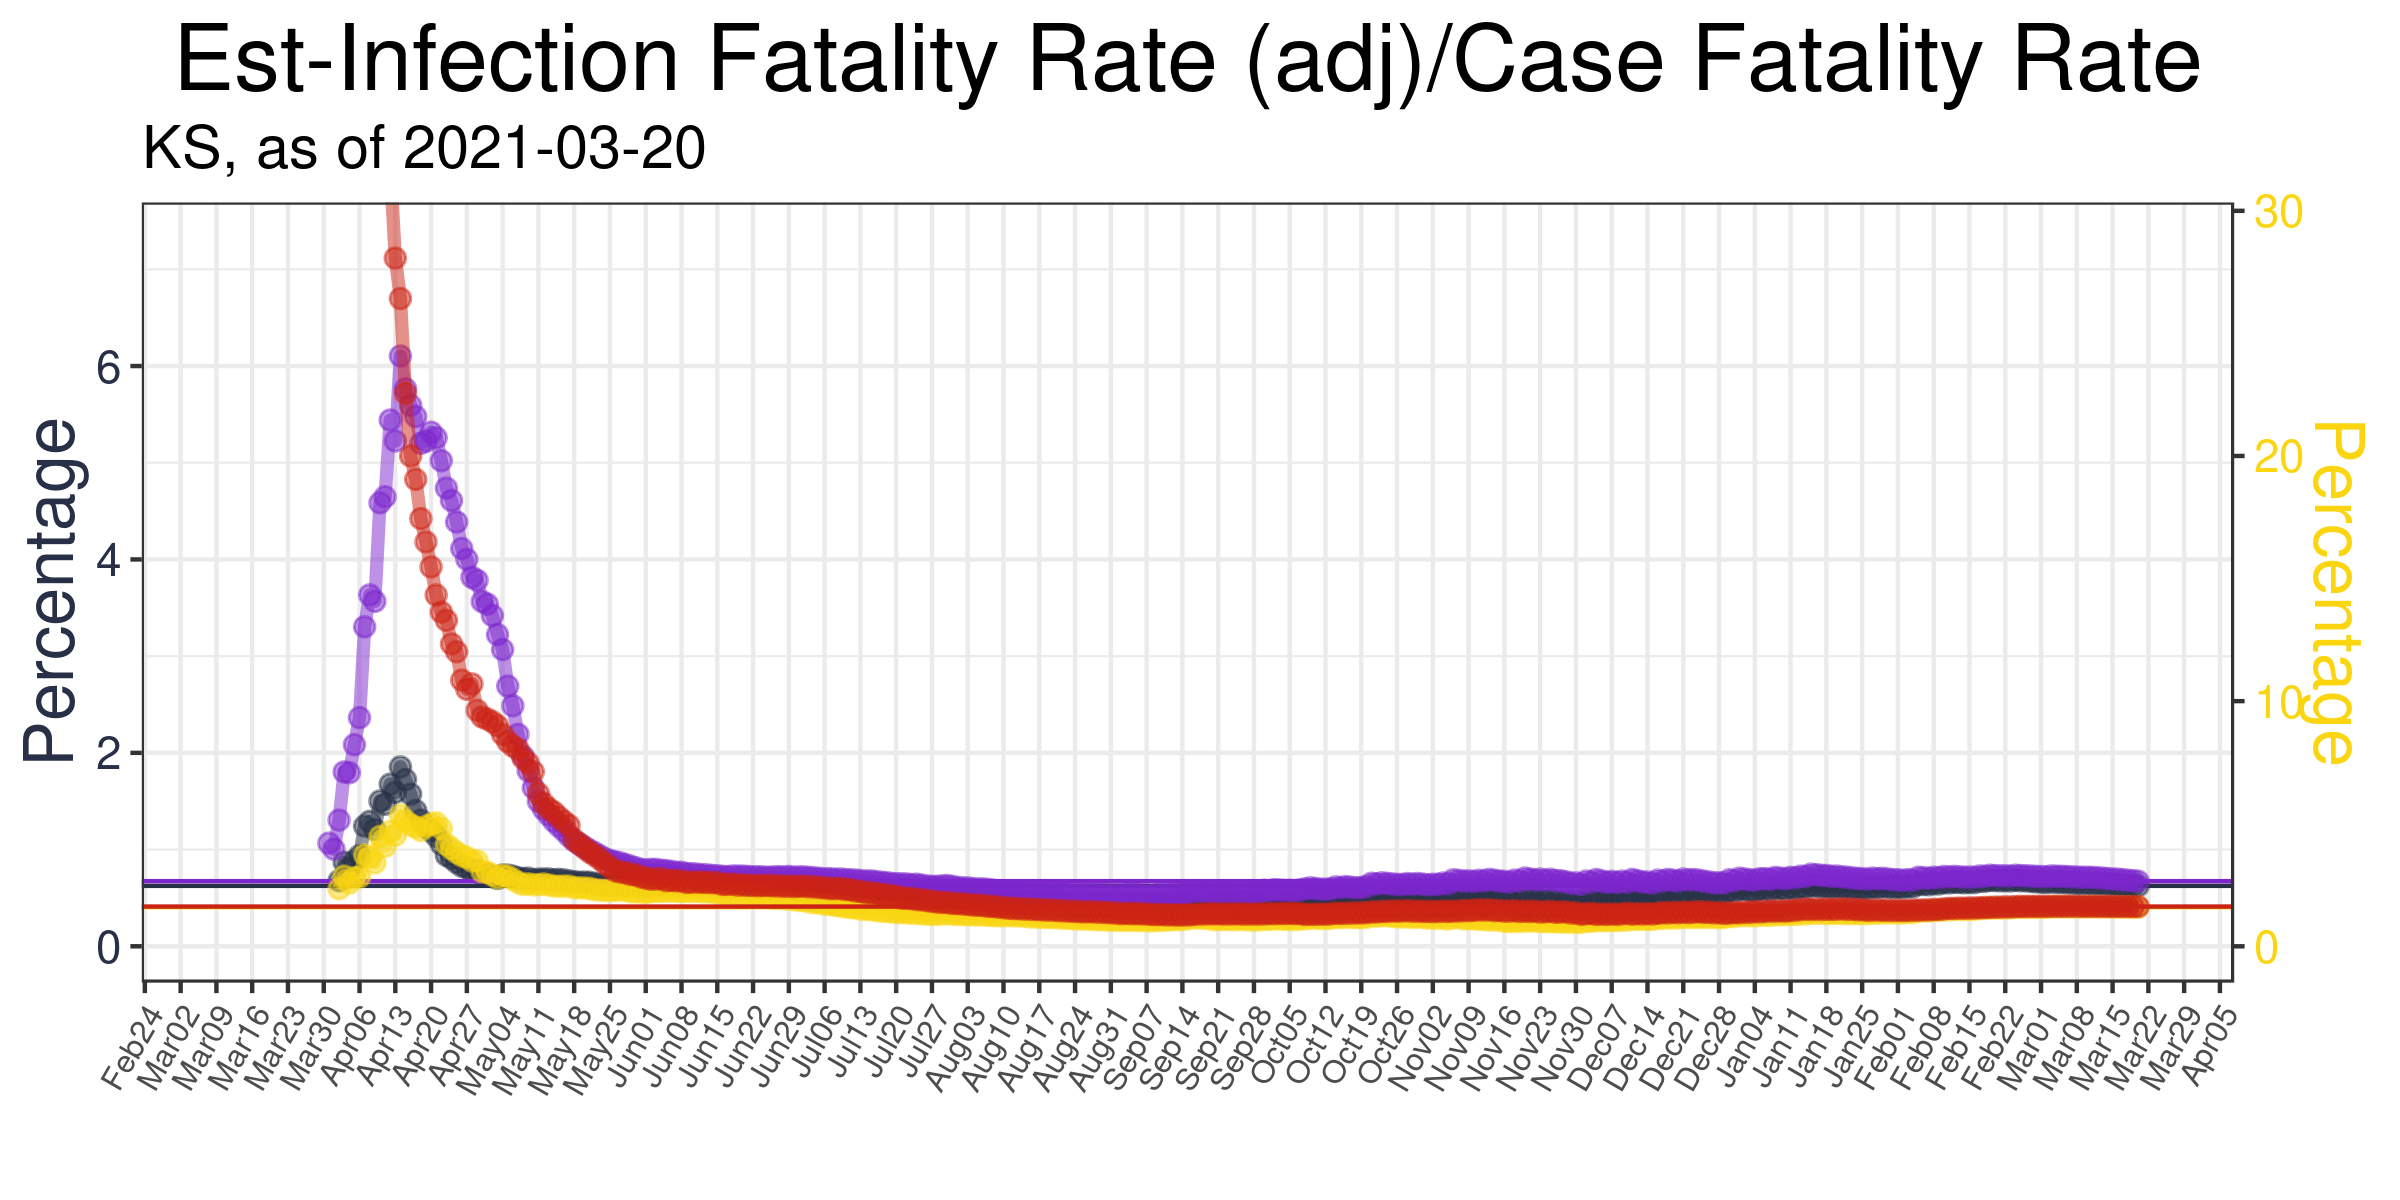 Est-Infection Fatality Rate (adj)/Case Fatality Rate
KS, as of 2021-03-20
Percentage
6
4
2
0
30
20
10
0
Percentage
Feb24
Mar02
Mar09
Mar16
Mar23
Mar30
Apr06
Apr13
Apr20
Apr27
May04
May11
May18
May25
Jun01
Jun08
Jun15
Jun22
Jun29
Jul06
Jul13
Jul20
Jul27
Aug03
Aug10
Aug17
Aug24
Aug31
Sep07
Sep14
Sep21
Sep28
Oct05
Oct12
Oct19
Oct26
Nov02
Nov09
Nov16
Nov23
Nov30
Dec07
Dec14
Dec21
Dec28
Jan04
Jan11
Jan18
Jan25
Feb01
Feb08
Feb15
Feb22
Mar01
Mar08
Mar15
Mar22
Mar29
Apr05